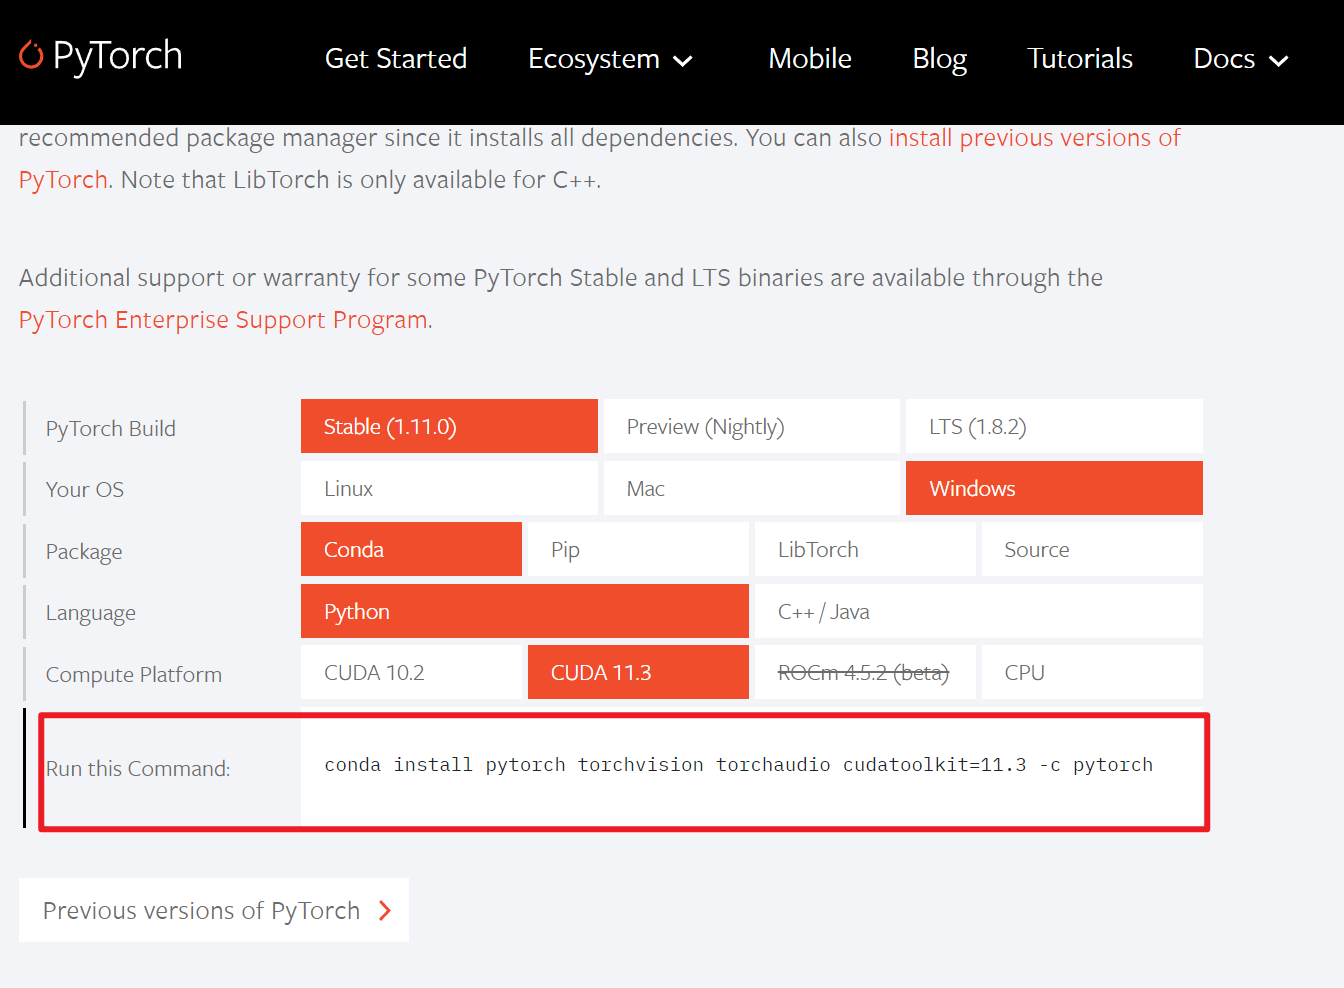 PyTorch
Get Started
Ecosystem
Mobile
Blog
Tutorials
Docs
recommended package manager since it installs all dependencies. You can also install previous versions of
PyTorch. Note that LibTorch is only available for C++.
Additional support or warranty for some PyTorch Stable and LTS binaries are available through the
PyTorch Enterprise Support Program.
PyTorch Build
Stable (1.11.0)
Preview (Nightly)
LTS (1.8.2)
Your OS
Linux
Mac
Windows
Package
Conda
Pip
LibTorch
Source
Language
Python
C++ / Java
Compute Platform
CUDA 10.2
CUDA 11.3
ROCm 4.5.2 (beta)
CPU
Run this Command:
conda install pytorch torchvision torchaudio cudatoolkit=11.3 -c pytorch
Previous versions of PyTorch